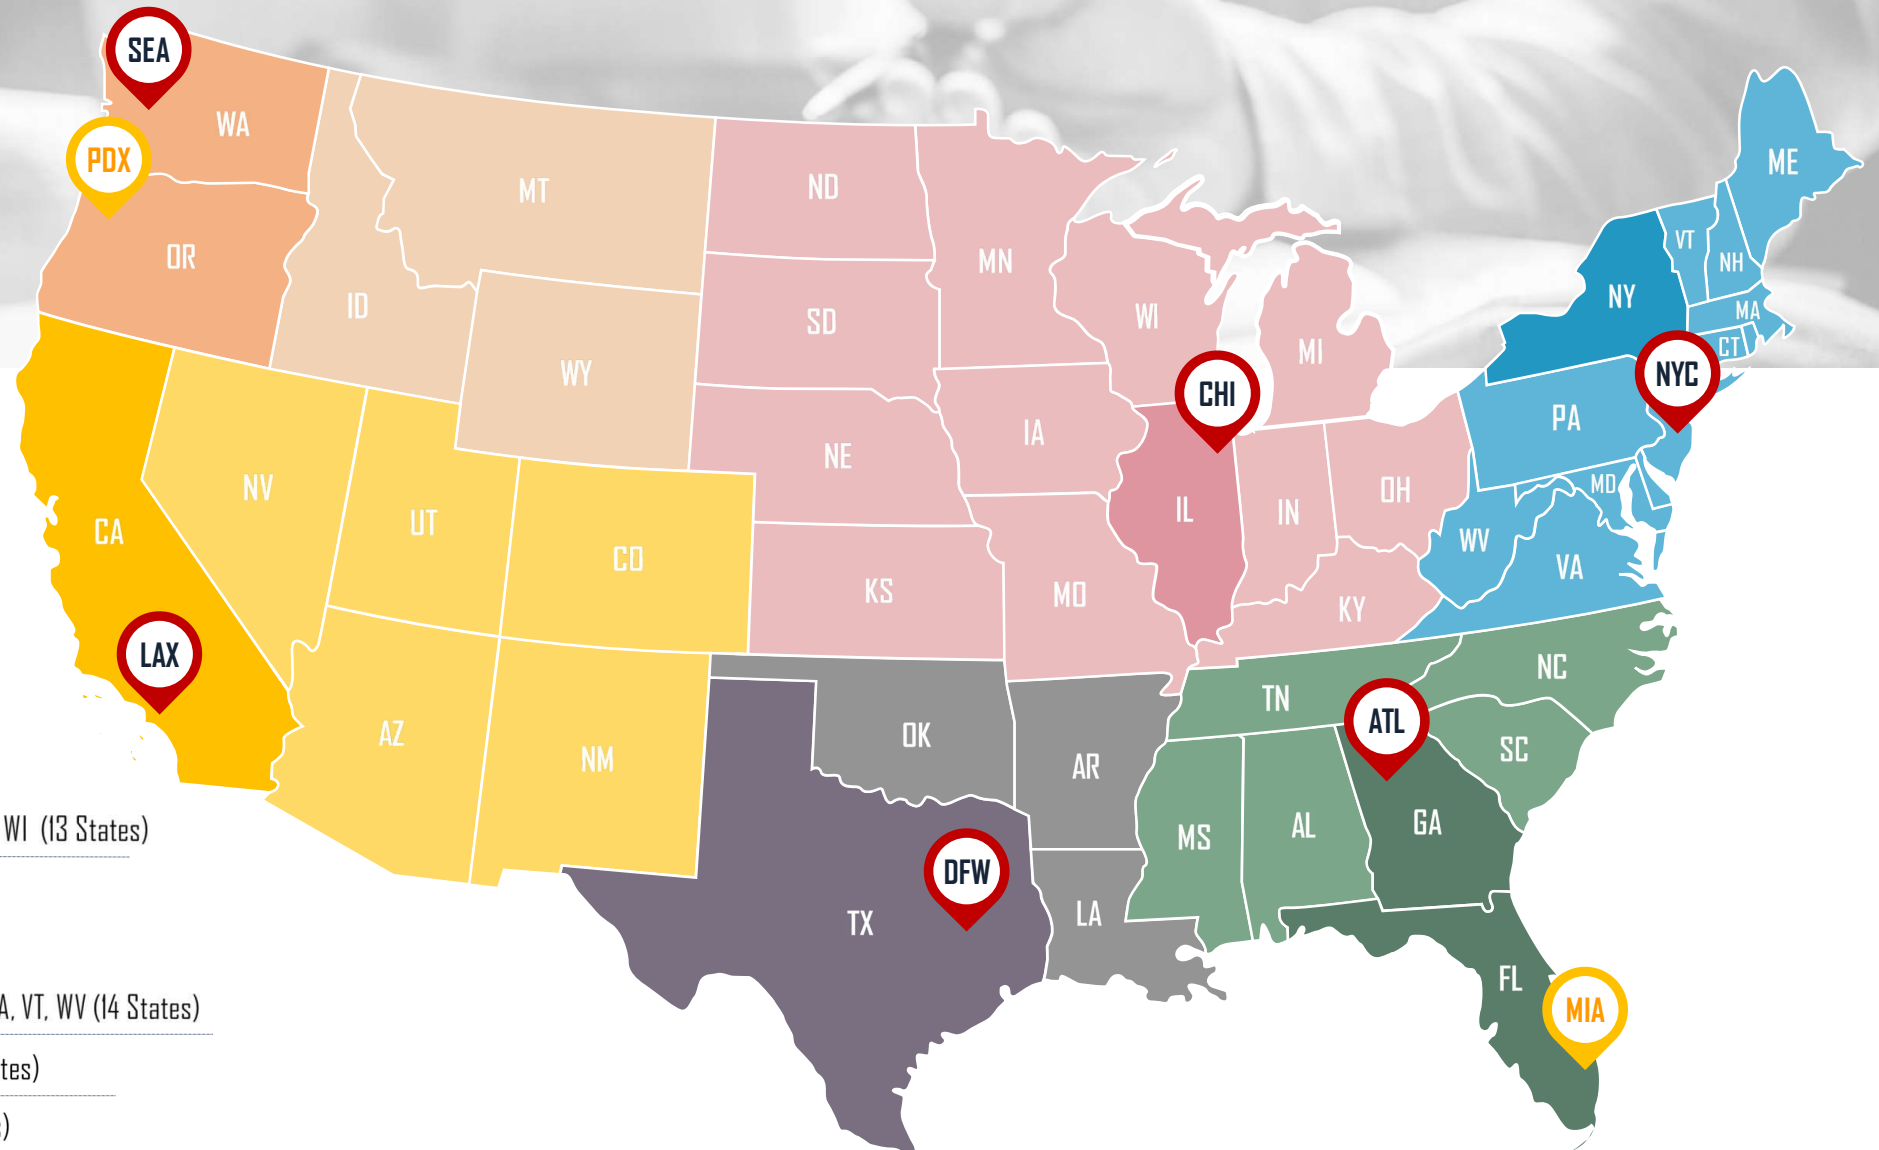 SEA
WA
PDX
OR
MT
ID
WY
ND
SD
NE
MN
WI
MI
IA
CHI
IL
IN
OH
KS
MO
KY
ME
VT
NH
NY
MA
CT
NYC
PA
MD
WV
VA
CA
NV
UT
CO
LAX
AZ
NM
OK
AR
TX
DFW
LA
TN
NC
ATL
SC
MS
AL
GA
FL
MIA
WI (13 States)
VT, WV (14 States)